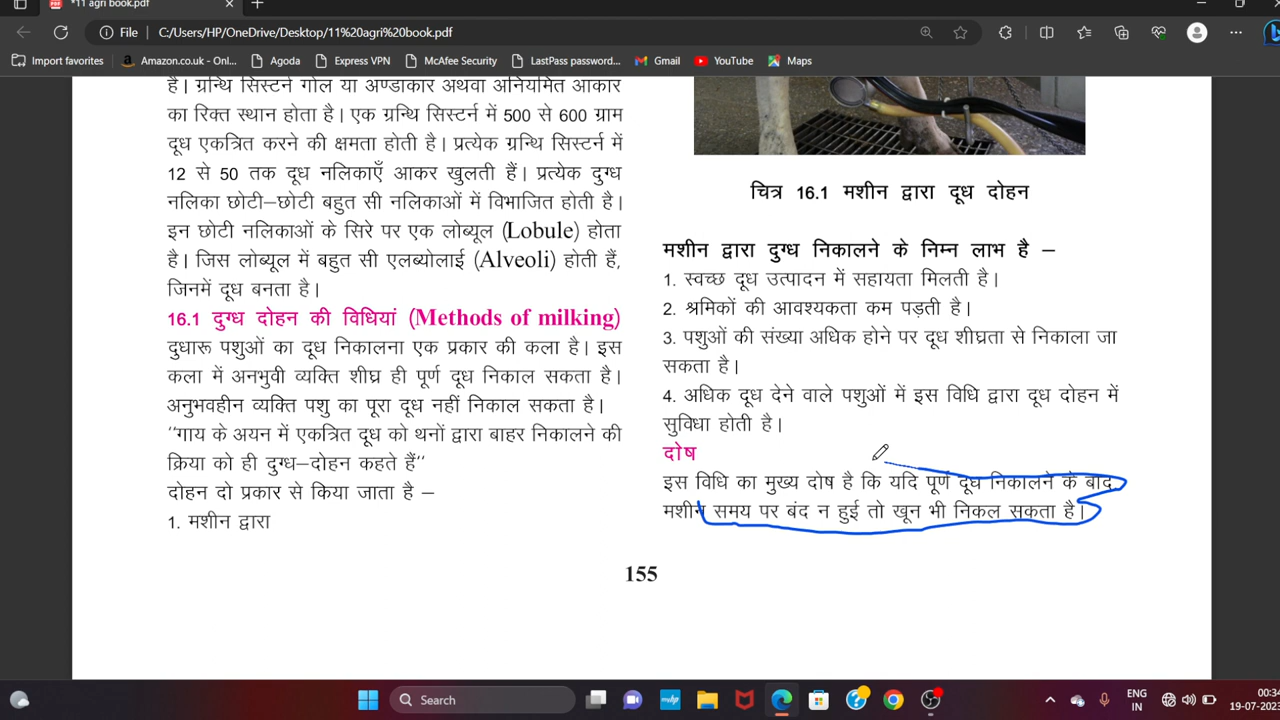 *11 agri book.pdf
File C:/Users/HP/OneDrive/Desktop/11%20agri%20book.pdf
Import favorites Amazon.co.uk - Onl... Agoda Express VPN McAfee Security LastPass password... Gmail YouTube Maps
है। ग्रन्थि सिस्टर्न गोल या अण्डाकार अथवा अनियमित आकार
का रिक्त स्थान होता है। एक ग्रन्थि सिस्टर्न में 500 से 600 ग्राम
दूध एकत्रित करने की क्षमता होती है। प्रत्येक ग्रन्थि सिस्टर्न में
12 से 50 तक दूध नलिकाएँ आकर खुलती हैं। प्रत्येक दुग्ध
नलिका छोटी–छोटी बहुत सी नलिकाओं में विभाजित होती है।
इन छोटी नलिकाओं के सिरे पर एक लोब्यूल (Lobule) होता
है। जिस लोब्यूल में बहुत सी एलब्योलाई (Alveoli) होती हैं,
जिनमें दूध बनता है।
16.1 दुग्ध दोहन की विधियां (Methods of milking)
दुधारू पशुओं का दूध निकालना एक प्रकार की कला है। इस
कला में अनभुवी व्यक्ति शीघ्र ही पूर्ण दूध निकाल सकता है।
अनुभवहीन व्यक्ति पशु का पूरा दूध नहीं निकाल सकता है।
"गाय के अयन में एकत्रित दूध को थनों द्वारा बाहर निकालने की
क्रिया को ही दुग्ध–दोहन कहते हैं"
दोहन दो प्रकार से किया जाता है –
1. मशीन द्वारा
चित्र 16.1 मशीन द्वारा दूध दोहन
मशीन द्वारा दुग्ध निकालने के निम्न लाभ है –
1. स्वच्छ दूध उत्पादन में सहायता मिलती है।
2. श्रमिकों की आवश्यकता कम पड़ती है।
3. पशुओं की संख्या अधिक होने पर दूध शीघ्रता से निकाला जा
सकता है।
4. अधिक दूध देने वाले पशुओं में इस विधि द्वारा दूध दोहन में
सुविधा होती है।
दोष
इस विधि का मुख्य दोष है कि यदि पूर्ण दूध निकालने के बाद
मशीन समय पर बंद न हुई तो खून भी निकल सकता है।
155
Search
ENG
IN
00:34
19-07-2023